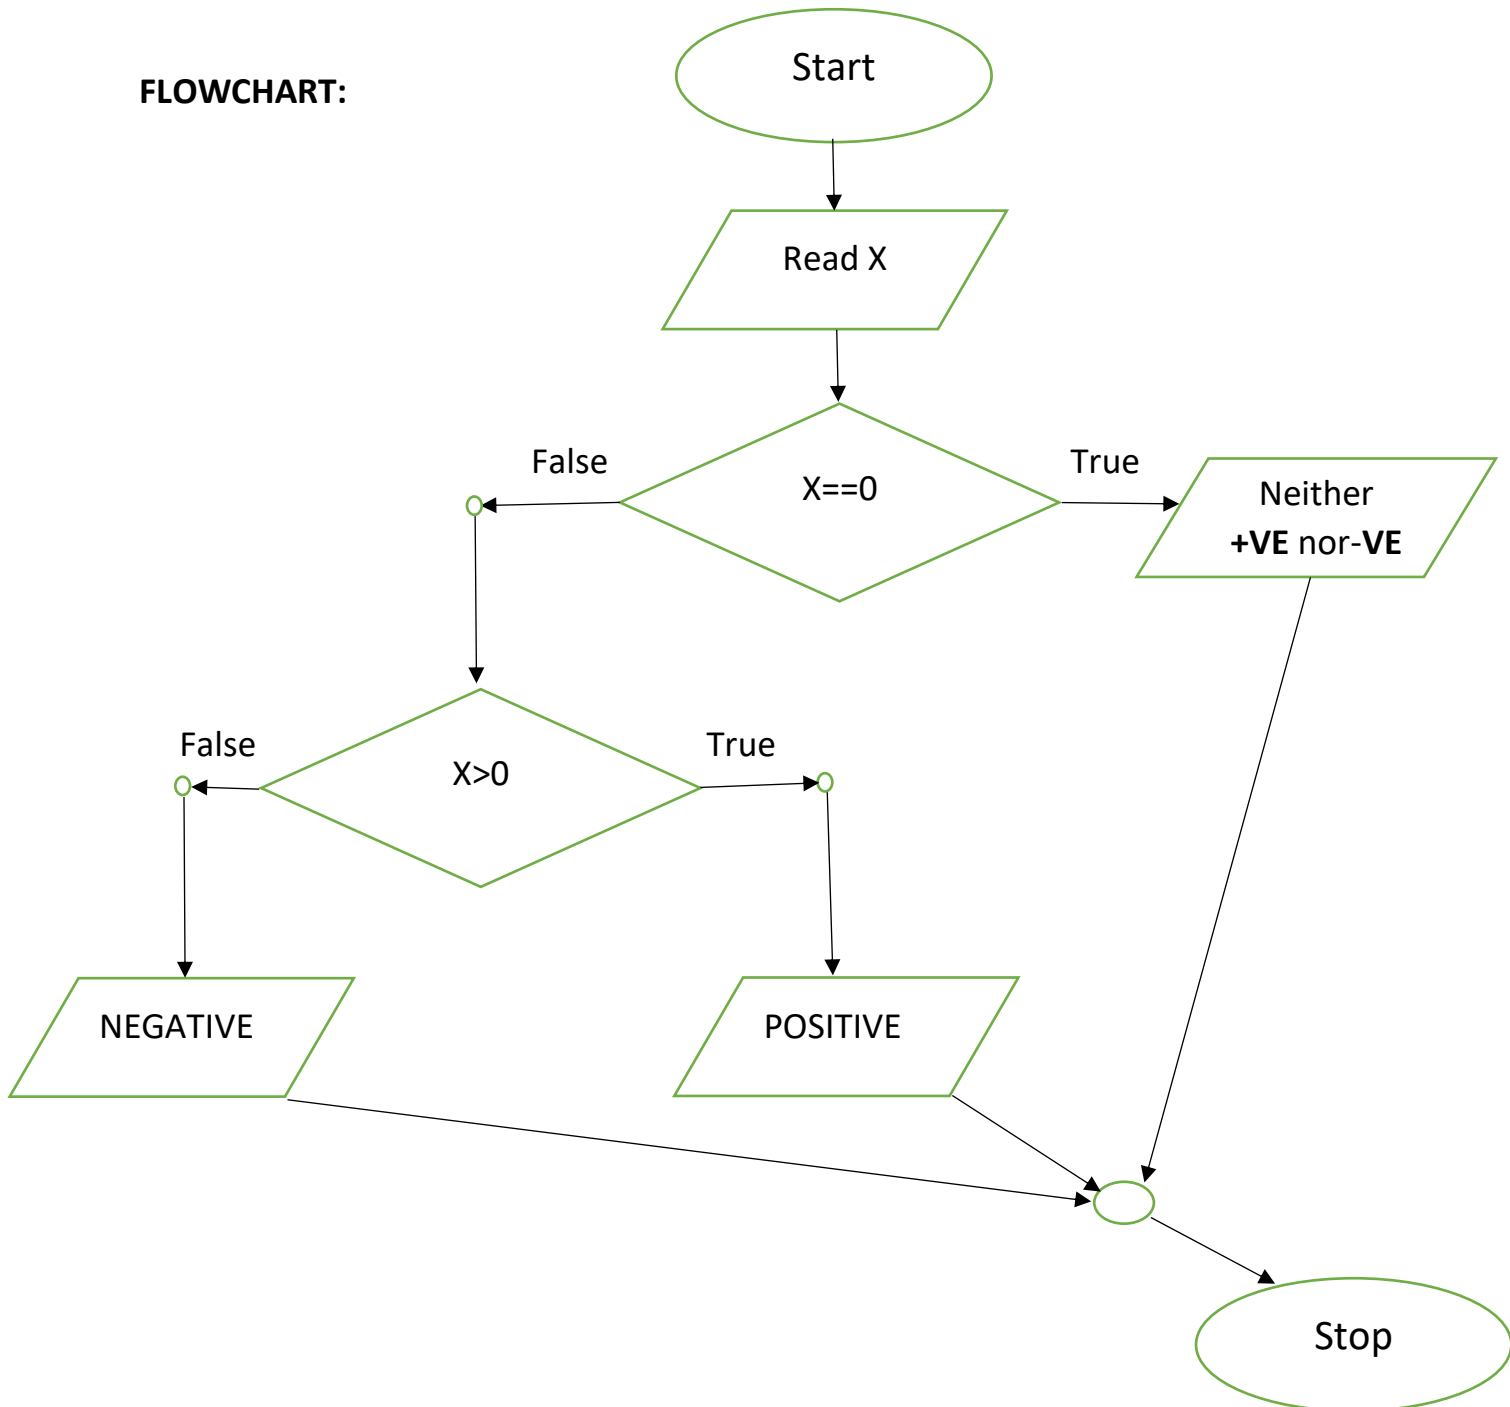 Start
FLOWCHART:
Read X
False
True
X==0
Neither
+VE nor-VE
False
True
X>0
NEGATIVE
POSITIVE
Stop